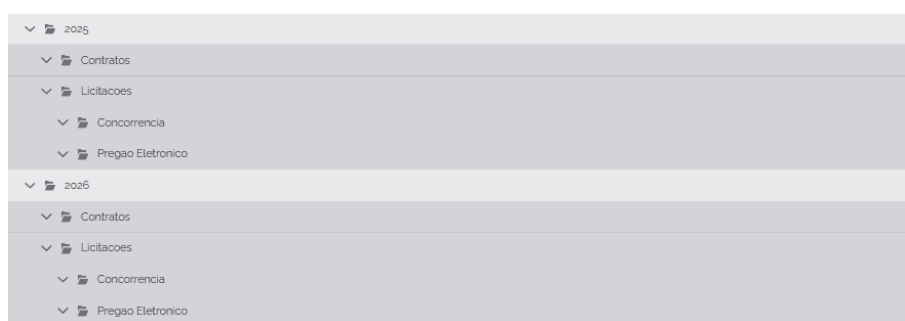 2025
Contratos
Licitacoes
Concorrencia
Pregao Eletronico
2026
Contratos
Licitacoes
Concorrencia
Pregao Eletronico